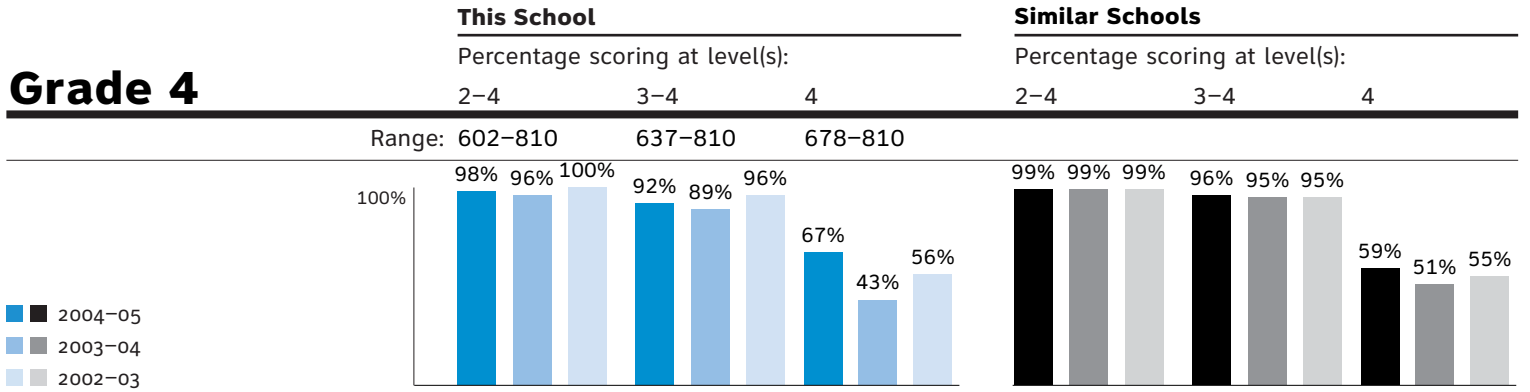 This School Similar Schools
Percentage scoring at level(s): Percentage scoring at level(s):
Grade 4 2–4 3–4 4 2–4 3–4 4
Range: 602–810 637–810 678–810
98% 96% 100% 92% 89% 96% 67% 43% 56% 99% 99% 99% 96% 95% 95% 59% 51% 55%
100%
2004–05
2003–04
2002–03